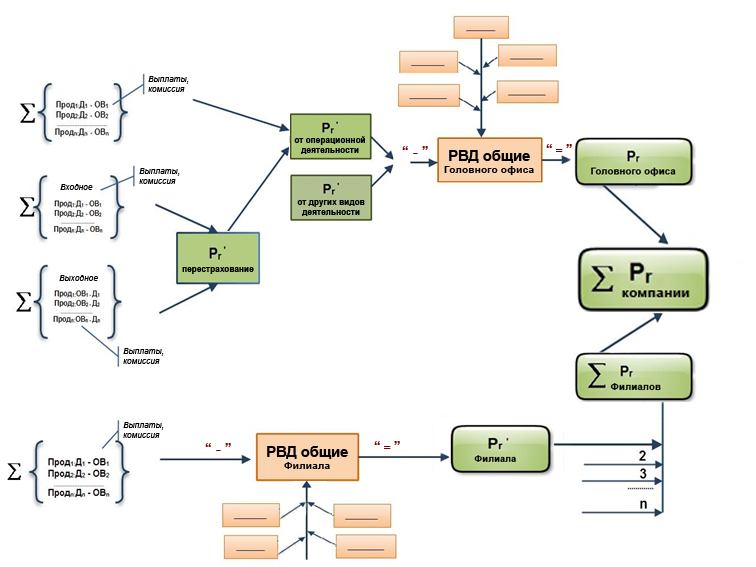 Выплаты,
комиссия
∑
Прод₁Д₁ - ОВ₁
Прод₂Д₂ - ОВ₂
ПродnДn - ОВn
Pr '
от операционной
деятельности
Pr '
от других видов
деятельности
“ - ”
РВД общие
Головного офиса
“ = ”
Pr
Головного офиса
Выплаты,
комиссия
∑
Входное
Прод₁Д₁ - ОВ₁
Прод₂Д₂ - ОВ₂
ПродnДn - ОВn
Pr '
перестрахование
∑
Выходное
Прод₁ОВ₁ - Д₁
Прод₂ОВ₂ - Д₂
ПродnОВn - Дn
Выплаты,
комиссия
∑ Pr
компании
∑ Pr
Филиалов
Выплаты,
комиссия
∑
Прод₁Д₁ - ОВ₁
Прод₂Д₂ - ОВ₂
ПродnДn - ОВn
“ - ”
РВД общие
Филиала
“ = ”
Pr '
Филиала
2
3
n